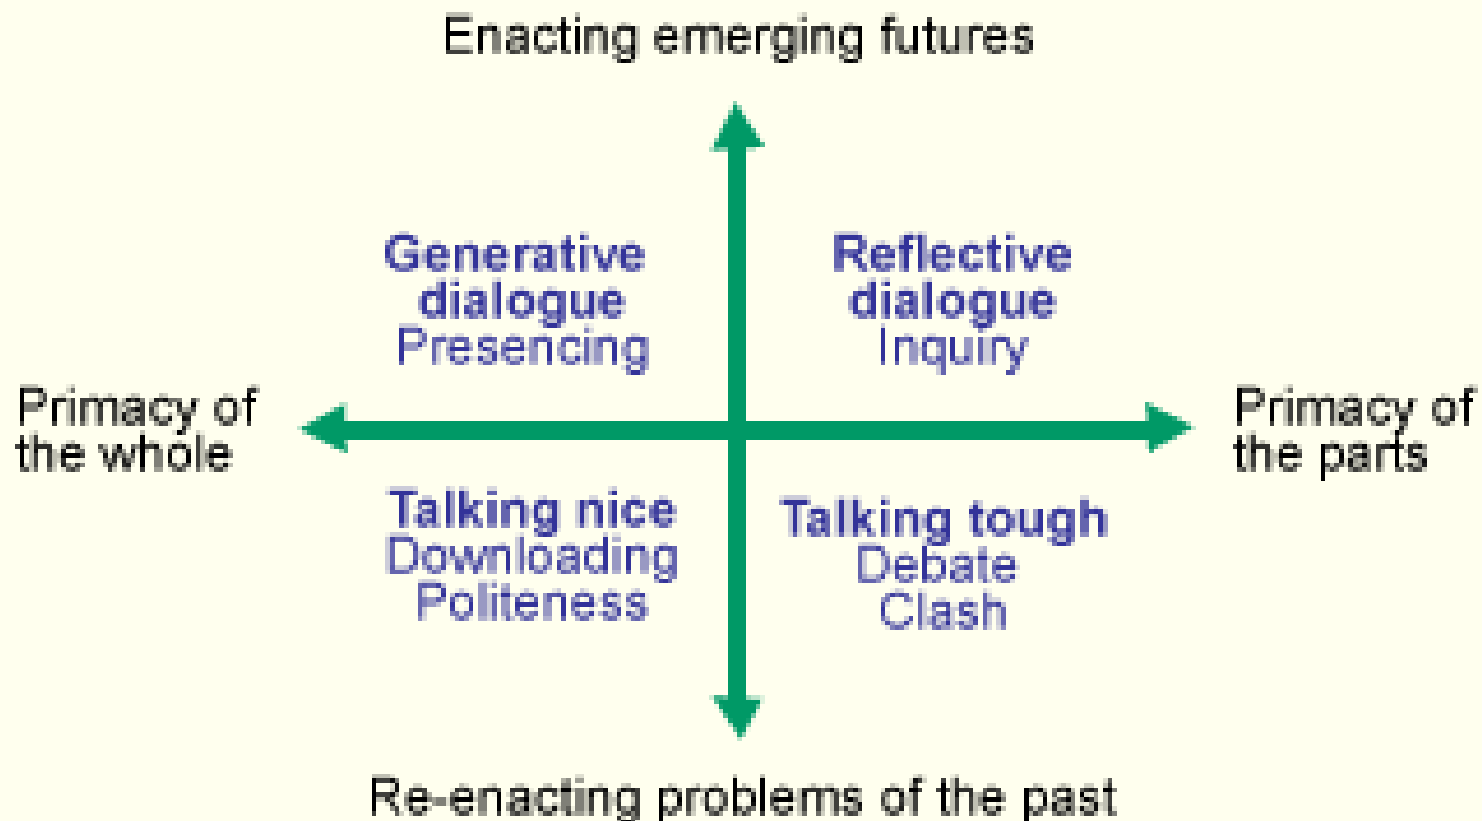 Enacting emerging futures
Generative
dialogue
Presencing
Reflective
dialogue
Inquiry
Primacy of
the whole
Primacy of
the parts
Talking nice
Downloading
Politeness
Talking tough
Debate
Clash
Re-enacting problems of the past